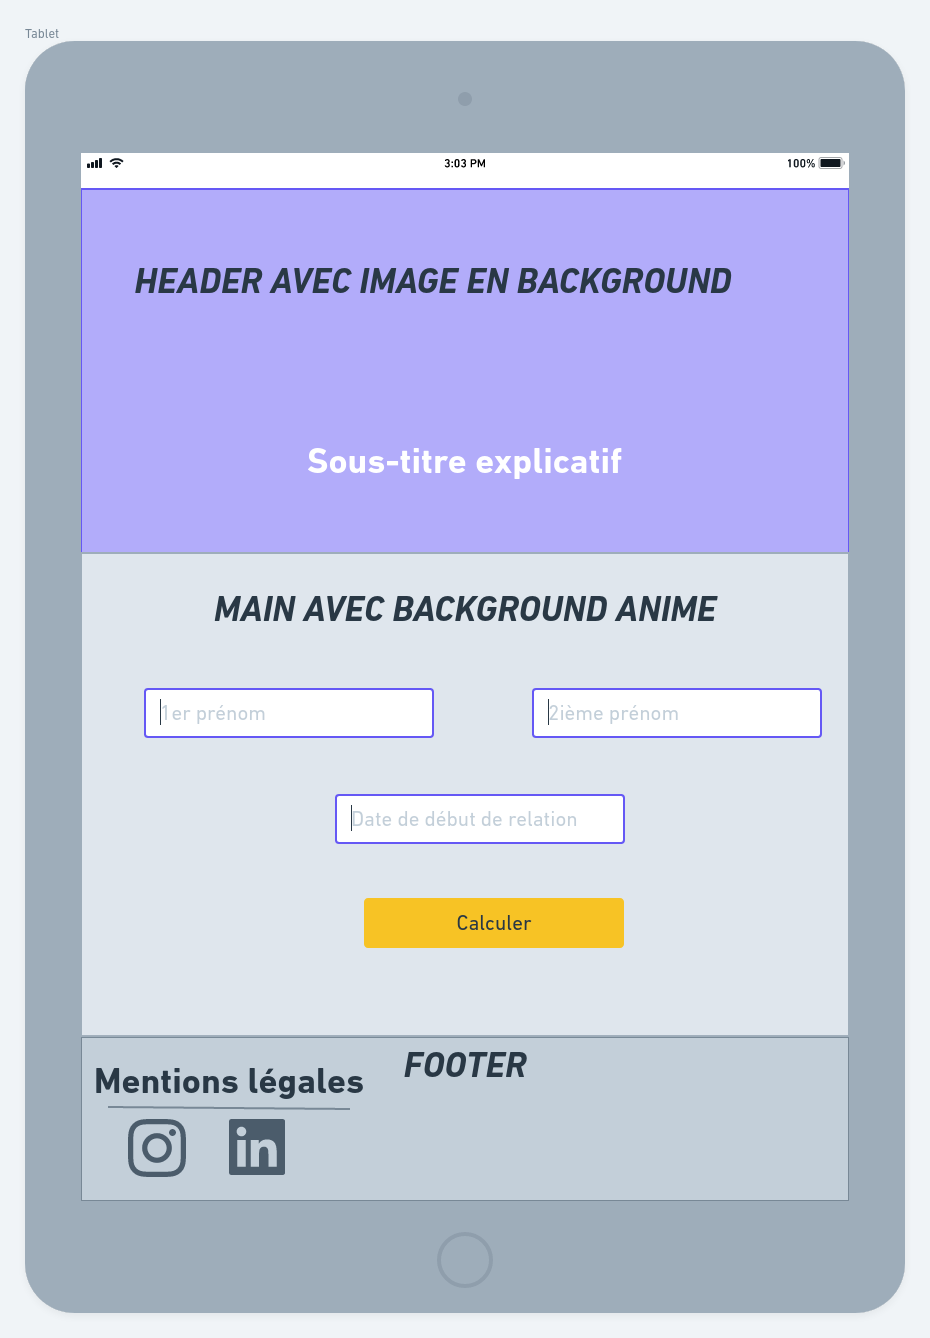 Tablet
3:03 PM
100%
HEADER AVEC IMAGE EN BACKGROUND
Sous-titre explicatif
MAIN AVEC BACKGROUND ANIME
1er prénom
2ième prénom
Date de début de relation
Calculer
FOOTER
Mentions légales
in